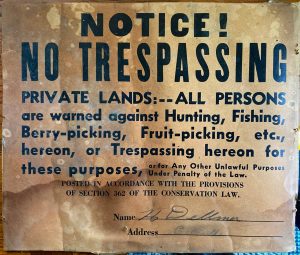 NOTICE!
NO TRESPASSING
PRIVATE LANDS:--ALL PERSONS
are warned against Hunting, Fishing,
Berry-picking, Fruit-picking, etc.,
hereon, or Trespassing hereon for
these purposes, or for Any Other Unlawful Purposes
Under Penalty of the Law.
POSTED IN ACCORDANCE WITH THE PROVISIONS
OF SECTION 362 OF THE CONSERVATION LAW.
Name
Address